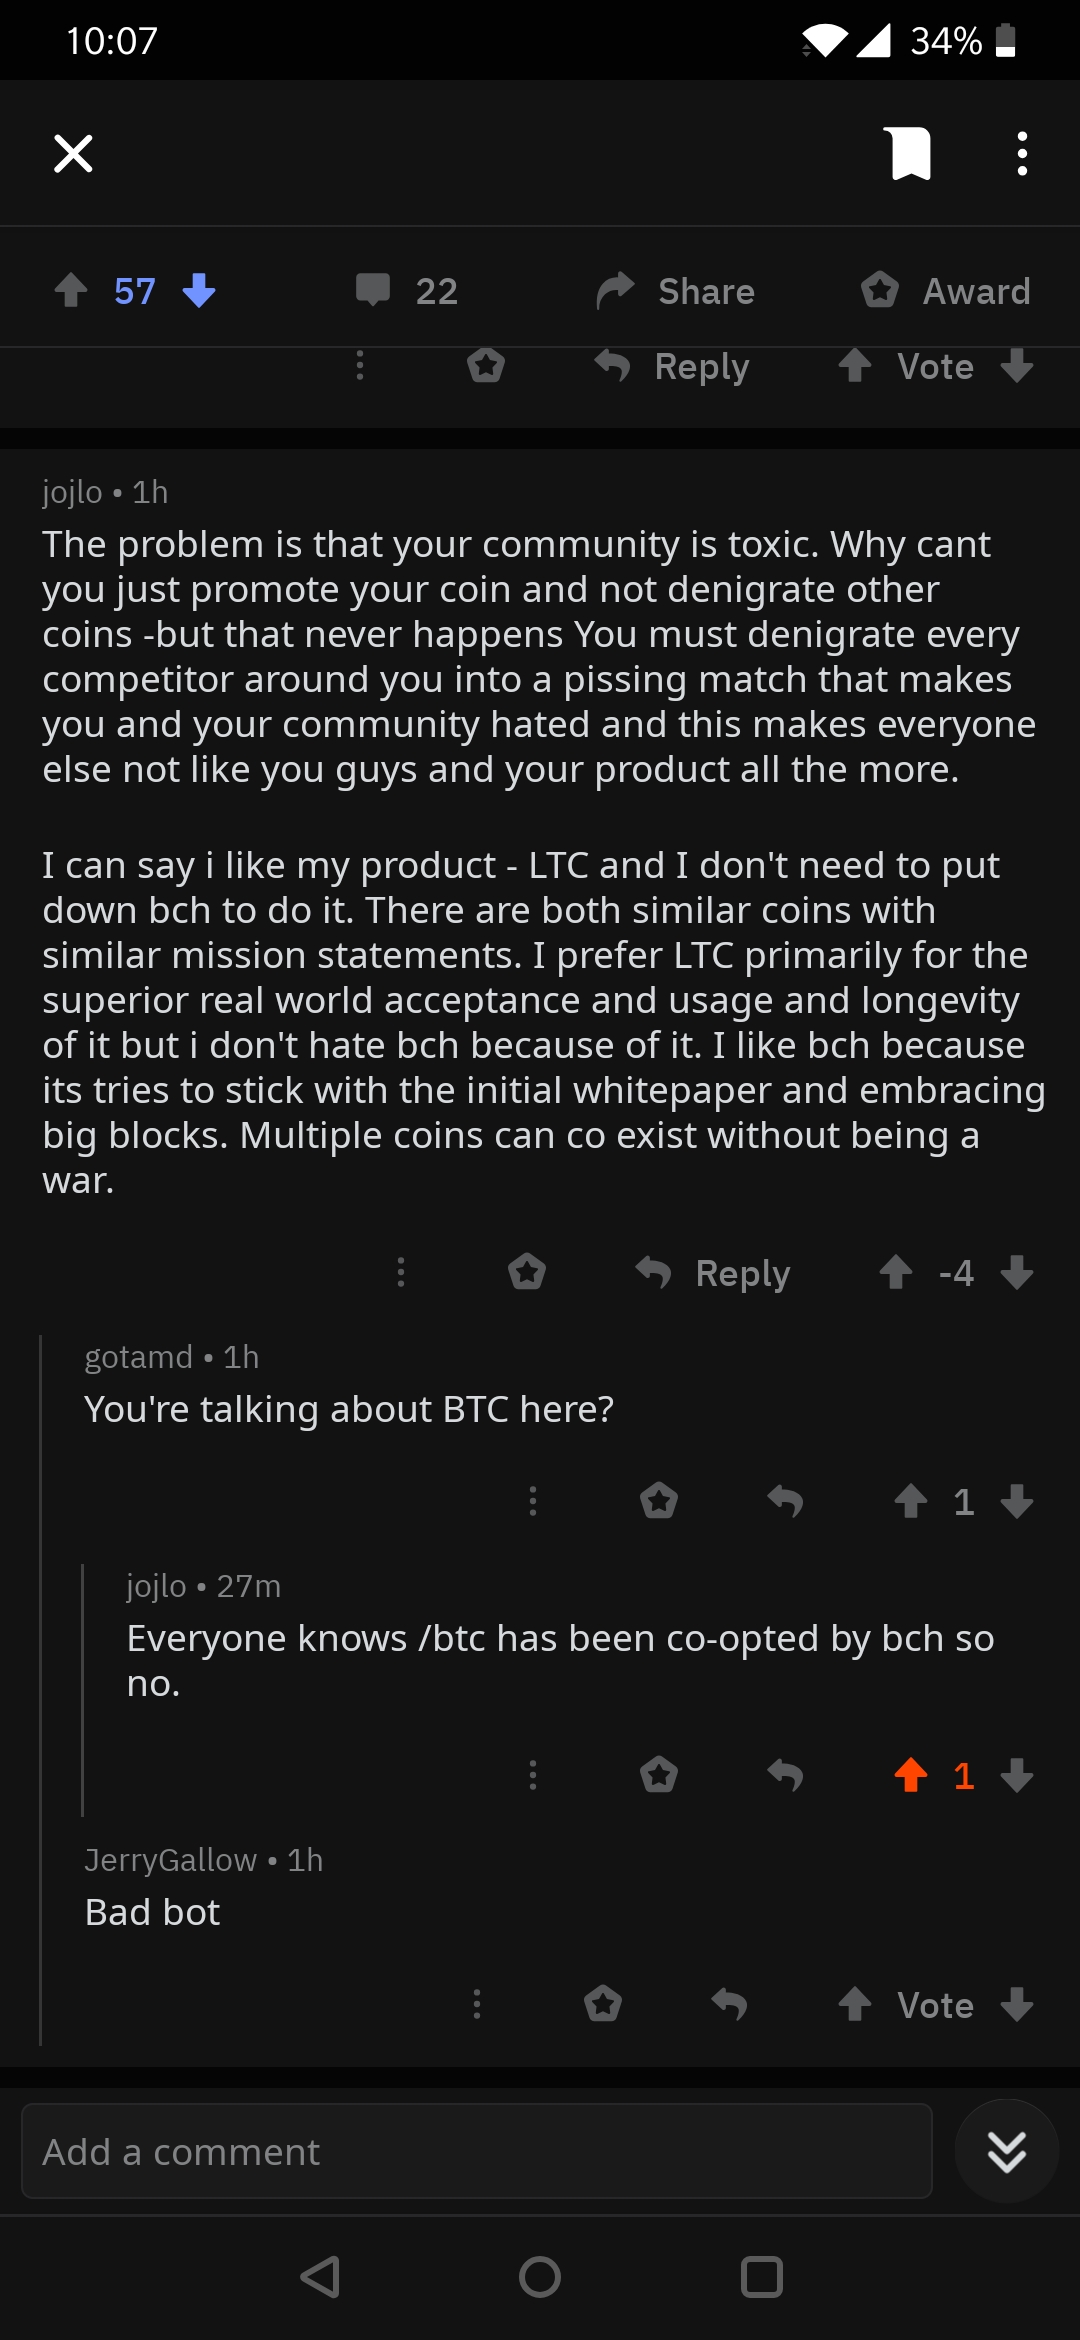 10:07
34%
57
22
Share
Award
Reply
Vote
jojlo • 1h
The problem is that your community is toxic. Why cant
you just promote your coin and not denigrate other
coins -but that never happens You must denigrate every
competitor around you into a pissing match that makes
you and your community hated and this makes everyone
else not like you guys and your product all the more.
I can say i like my product - LTC and I don't need to put
down bch to do it. There are both similar coins with
similar mission statements. I prefer LTC primarily for the
superior real world acceptance and usage and longevity
of it but i don't hate bch because of it. I like bch because
its tries to stick with the initial whitepaper and embracing
big blocks. Multiple coins can co exist without being a
war.
Reply
-4
gotamd • 1h
You're talking about BTC here?
1
jojlo • 27m
Everyone knows /btc has been co-opted by bch so
no.
1
JerryGallow • 1h
Bad bot
Vote
Add a comment